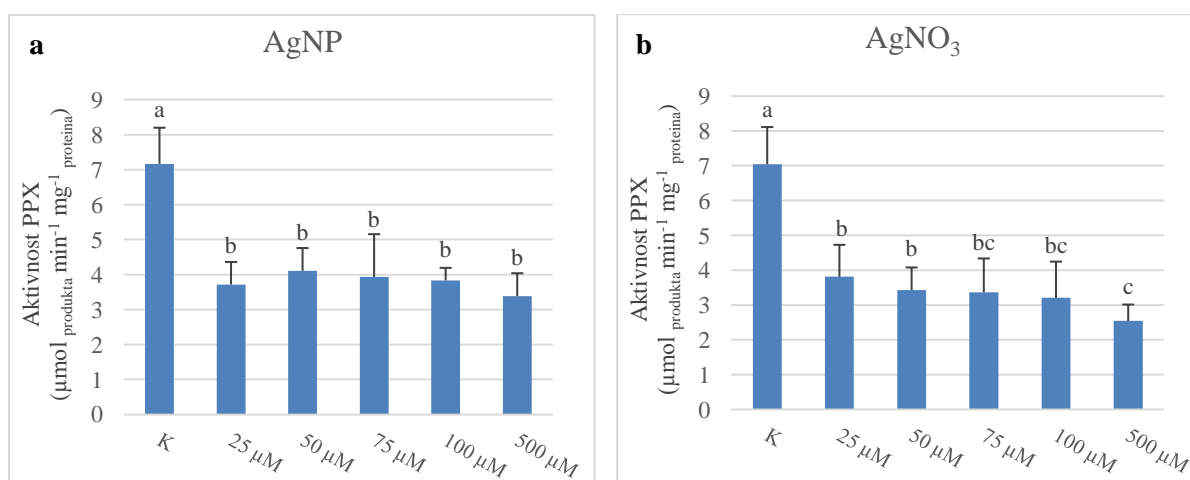 a
AgNP
Aktivnost PPX
(µmol produkta min-1 mg-1 proteina)
9
8
7
6
5
4
3
2
1
0
a
b
b
b
b
b
K
25 µM
50 µM
75 µM
100 µM
500 µM
b
AgNO3
Aktivnost PPX
(µmol produkta min-1 mg-1 proteina)
9
8
7
6
5
4
3
2
1
0
a
b
b
bc
bc
c
K
25 µM
50 µM
75 µM
100 µM
500 µM